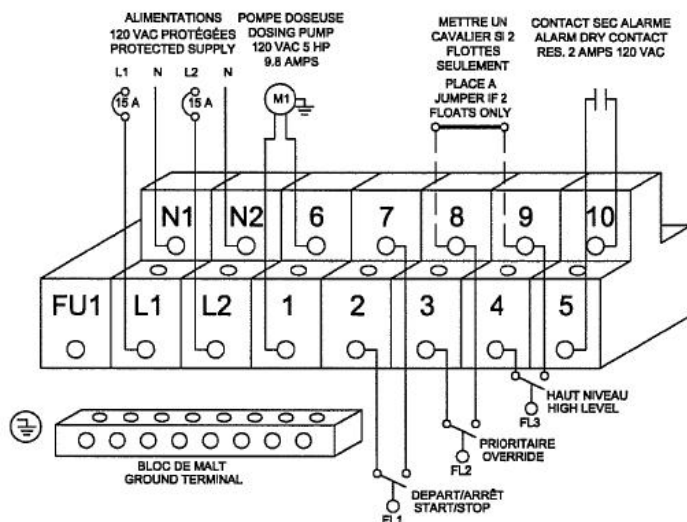 ALIMENTATIONS
120 VAC PROTÉGÉES
PROTECTED SUPPLY
L1 N L2 N
15 A 15 A
POMPE DOSEUSE
DOSING PUMP
120 VAC 5 HP
9.8 AMPS
M1
METTRE UN
CAVALIER SI 2
FLOTTES
SEULEMENT
PLACE A
JUMPER IF 2
FLOATS ONLY
CONTACT SEC ALARME
ALARM DRY CONTACT
RES. 2 AMPS 120 VAC
N1 N2 6 7 8 9 10
FU1 L1 L2 1 2 3 4 5
HAUT NIVEAU
HIGH LEVEL
FL3
PRIORITAIRE
OVERRIDE
FL2
BLOC DE MALT
GROUND TERMINAL
DEPART/ARRÊT
START/STOP
FL1